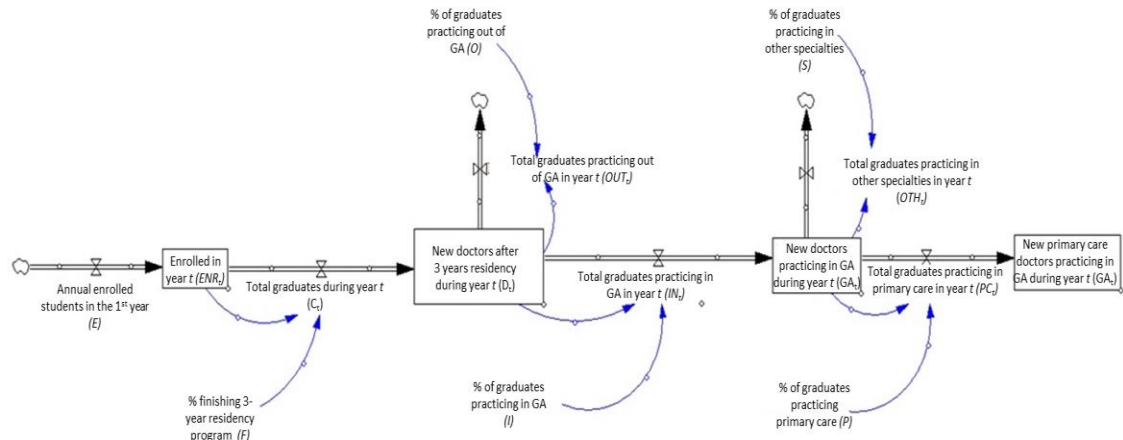 % of graduates
practicing out of
GA (O)
% of graduates
practicing in
other specialties
(S)
Total graduates practicing out
of GA in year t (OUTt)
Total graduates practicing in
other specialties in year t
(OTHt)
Enrolled in
year t (ENRt)
New doctors after
3 years residency
during year t (Dt)
New doctors
practicing in GA
during year t (GAt)
New primary care
doctors practicing in
GA during year t (GAt)
Annual enrolled
students in the 1st year
(E)
Total graduates during year t
(Ct)
Total graduates practicing
in GA in year t (INt)
Total graduates practicing in
primary care in year t (PCt)
% finishing 3-
year residency
program (F)
% of graduates
practicing in GA
(I)
% of graduates
practicing
primary care (P)